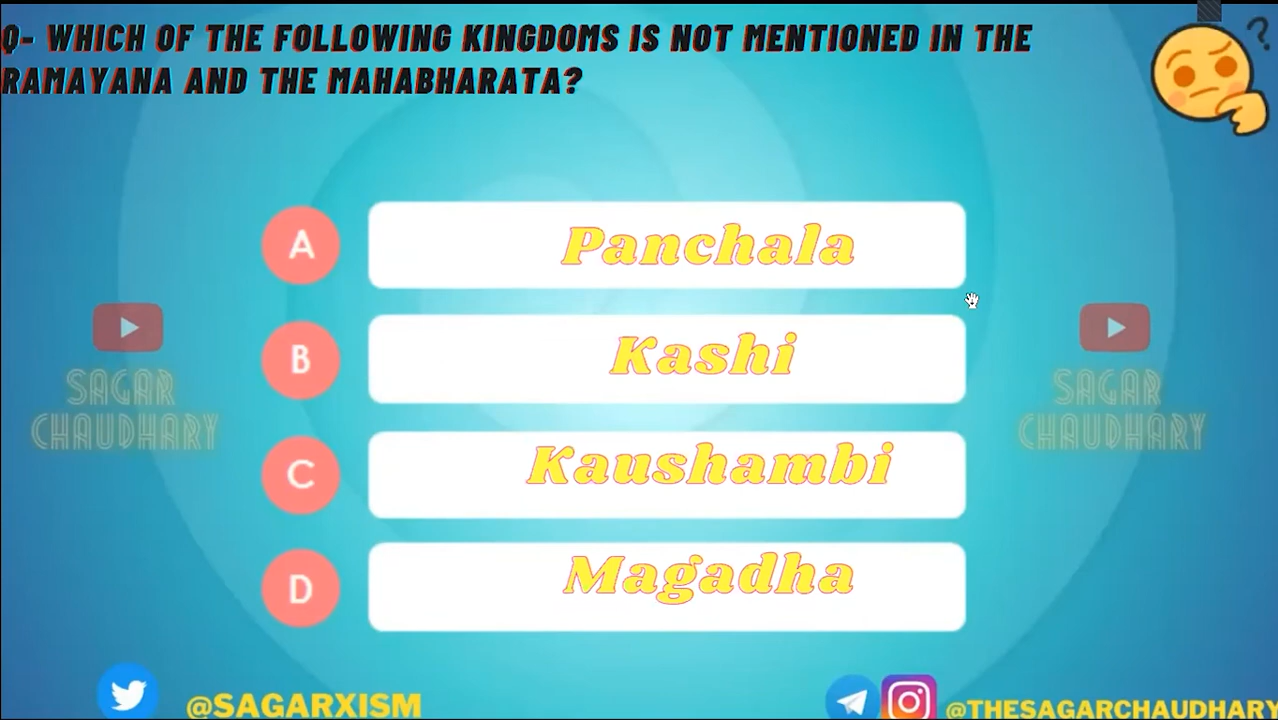 Q- WHICH OF THE FOLLOWING KINGDOMS IS NOT MENTIONED IN THE
RAMAYANA AND THE MAHABHARATA?
A Panchala
B Kashi
SAGAR
CHAUDHARY
SAGAR
CHAUDHARY
C Kaushambi
D Magadha
@SAGARXISM
@THESAGARCHAUDHARY